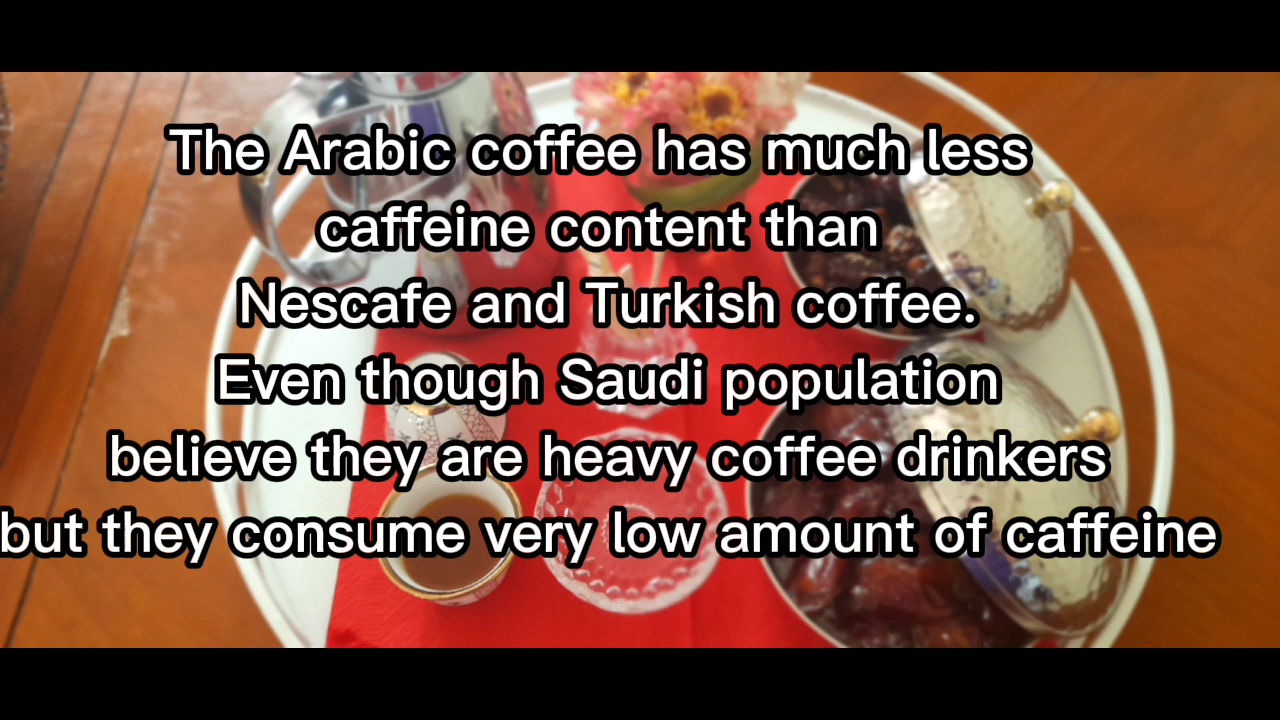 The Arabic coffee has much less
caffeine content than
Nescafe and Turkish coffee.
Even though Saudi population
believe they are heavy coffee drinkers
but they consume very low amount of caffeine